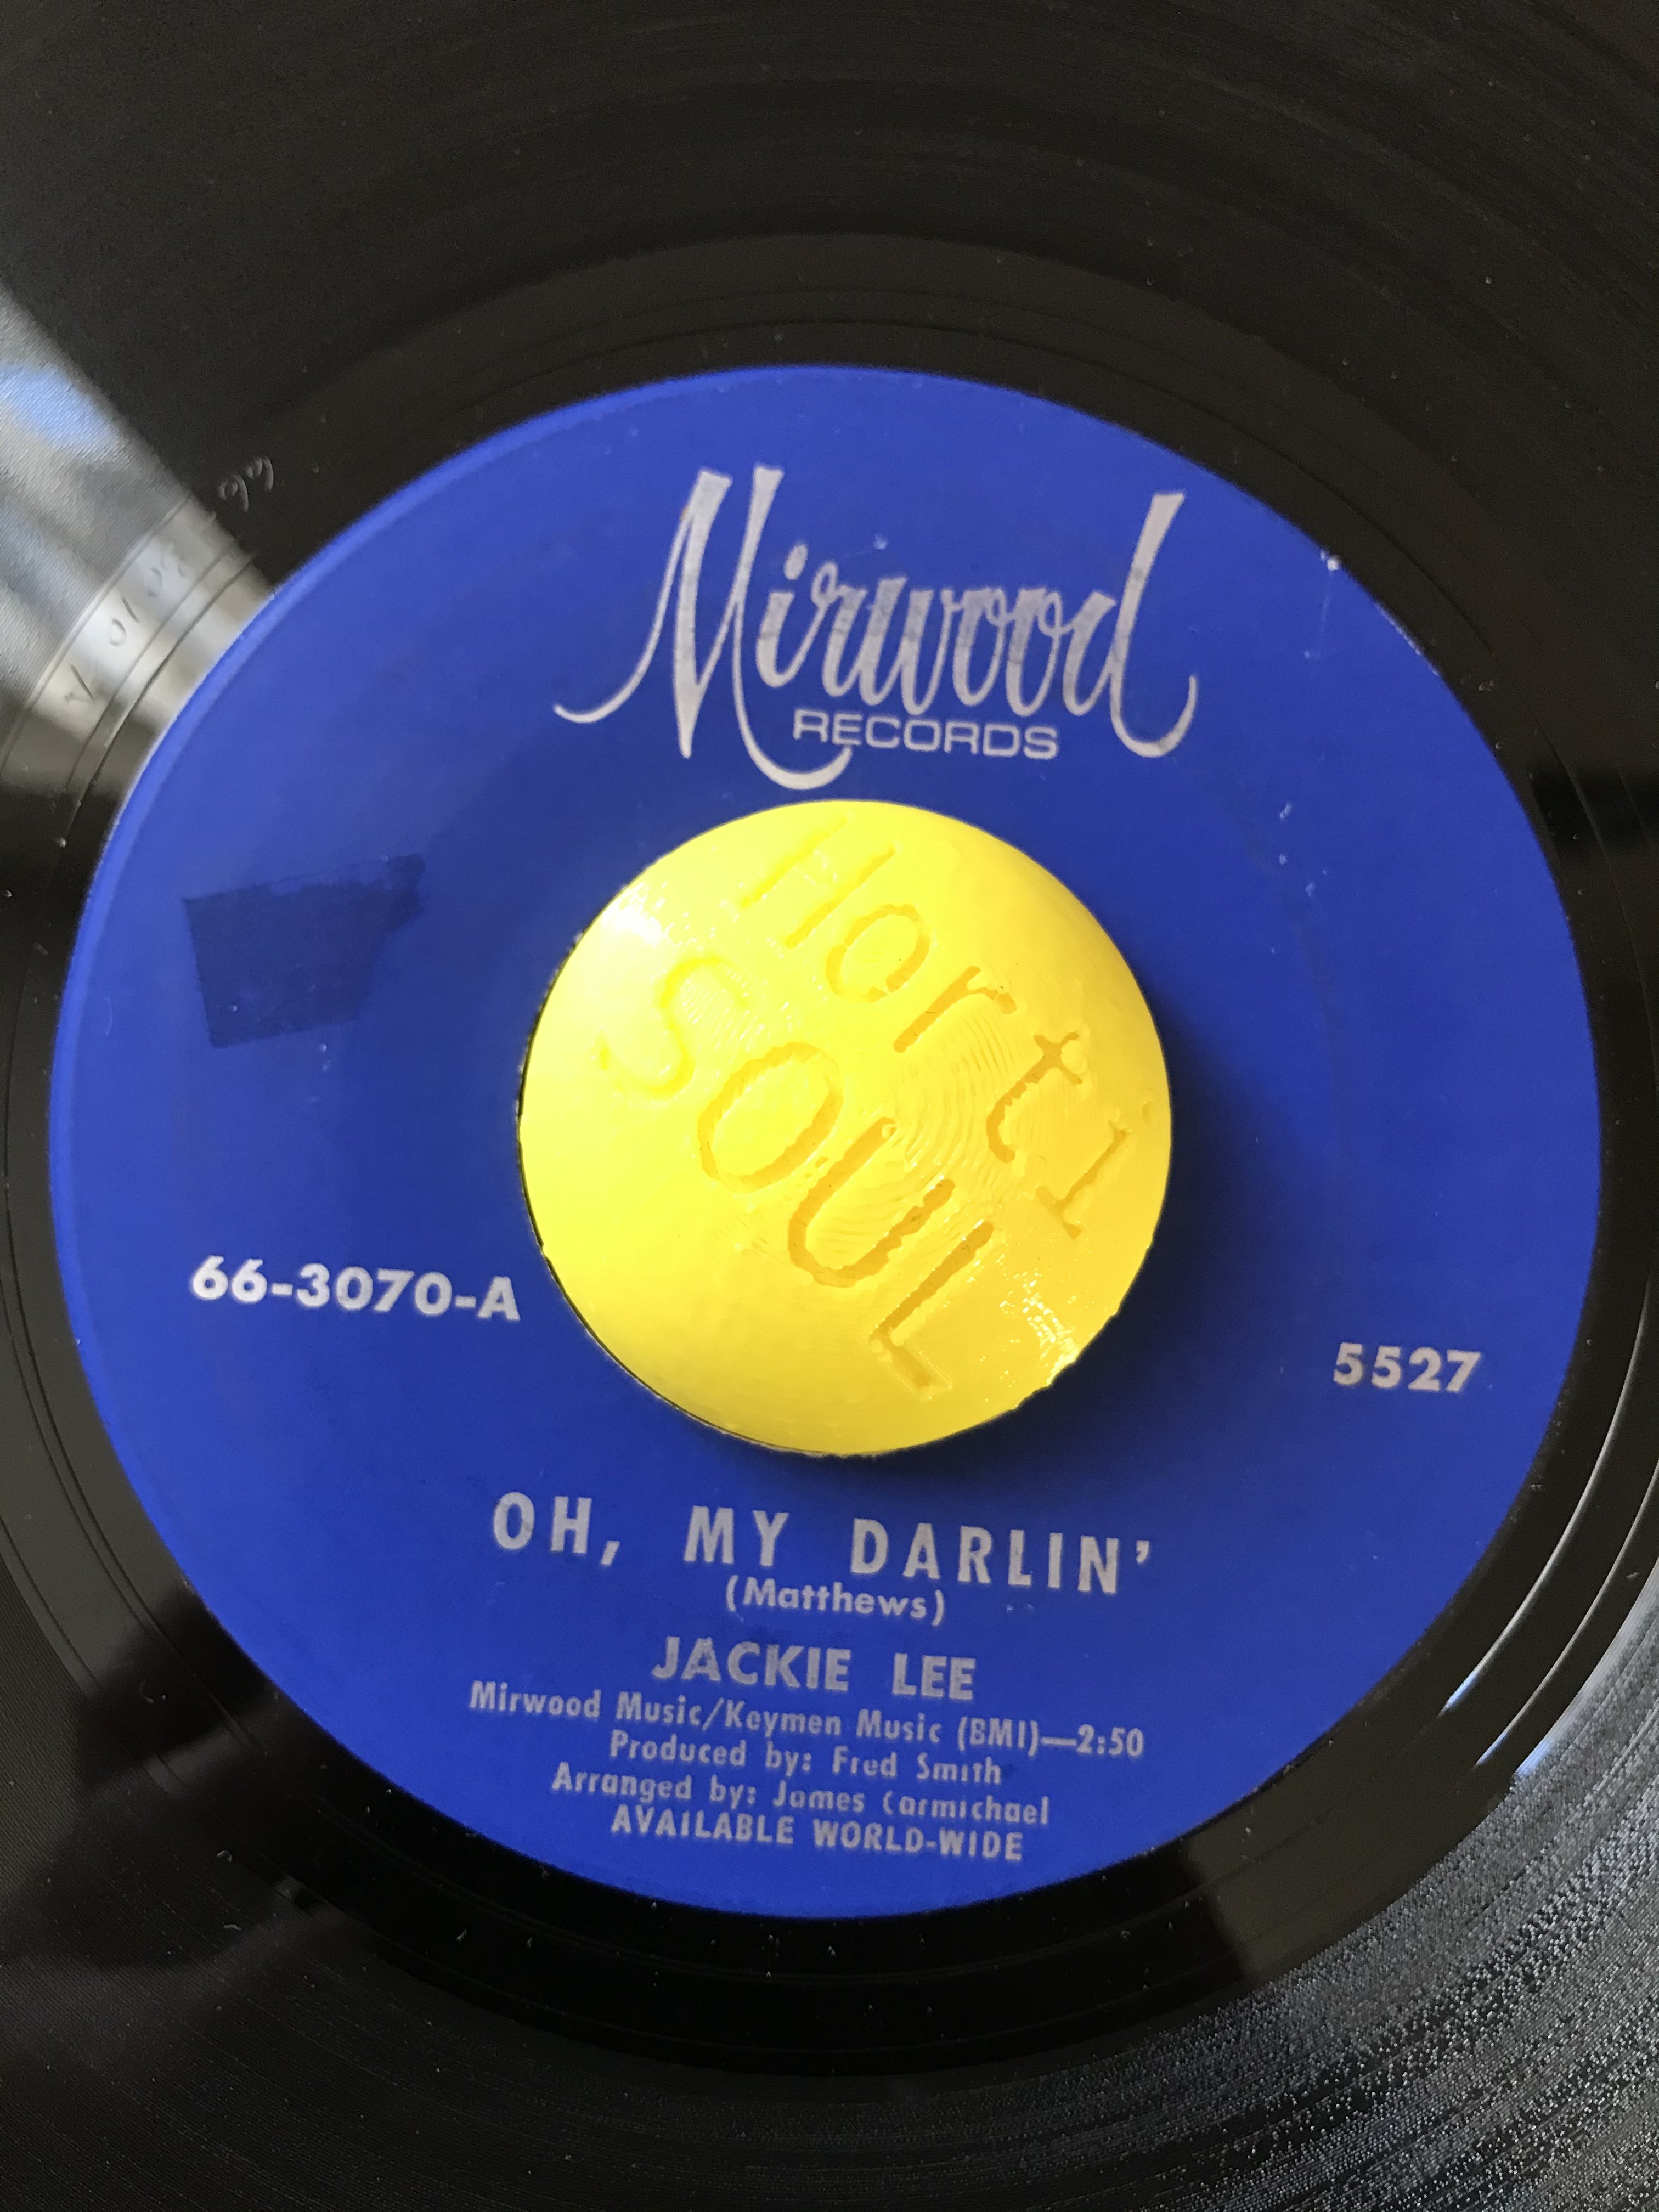 Mirwood
RECORDS
Horti
SOUL
66-3070-A
5527
OH, MY DARLIN'
(Matthews)
JACKIE LEE
Mirwood Music/Keymen Music (BMI)—2:50
Produced by: Fred Smith
Arranged by: James Carmichael
AVAILABLE WORLD-WIDE